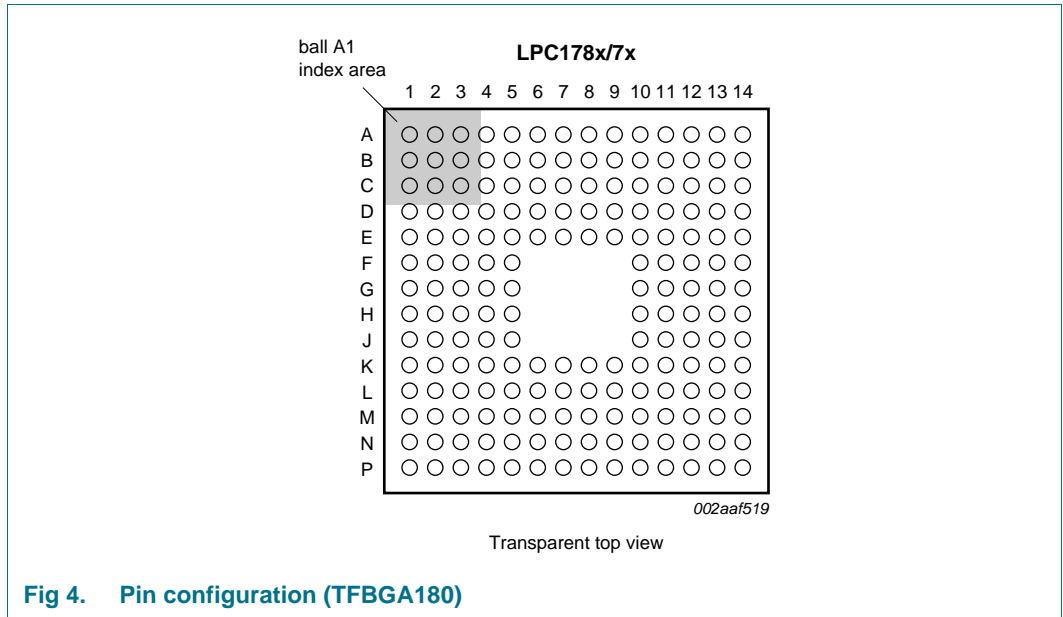 ball A1
index area
LPC178x/7x
1 2 3 4 5 6 7 8 9 10 11 12 13 14
A
B
C
D
E
F
G
H
J
K
L
M
N
P
002aaf519
Transparent top view
Fig 4. Pin configuration (TFBGA180)